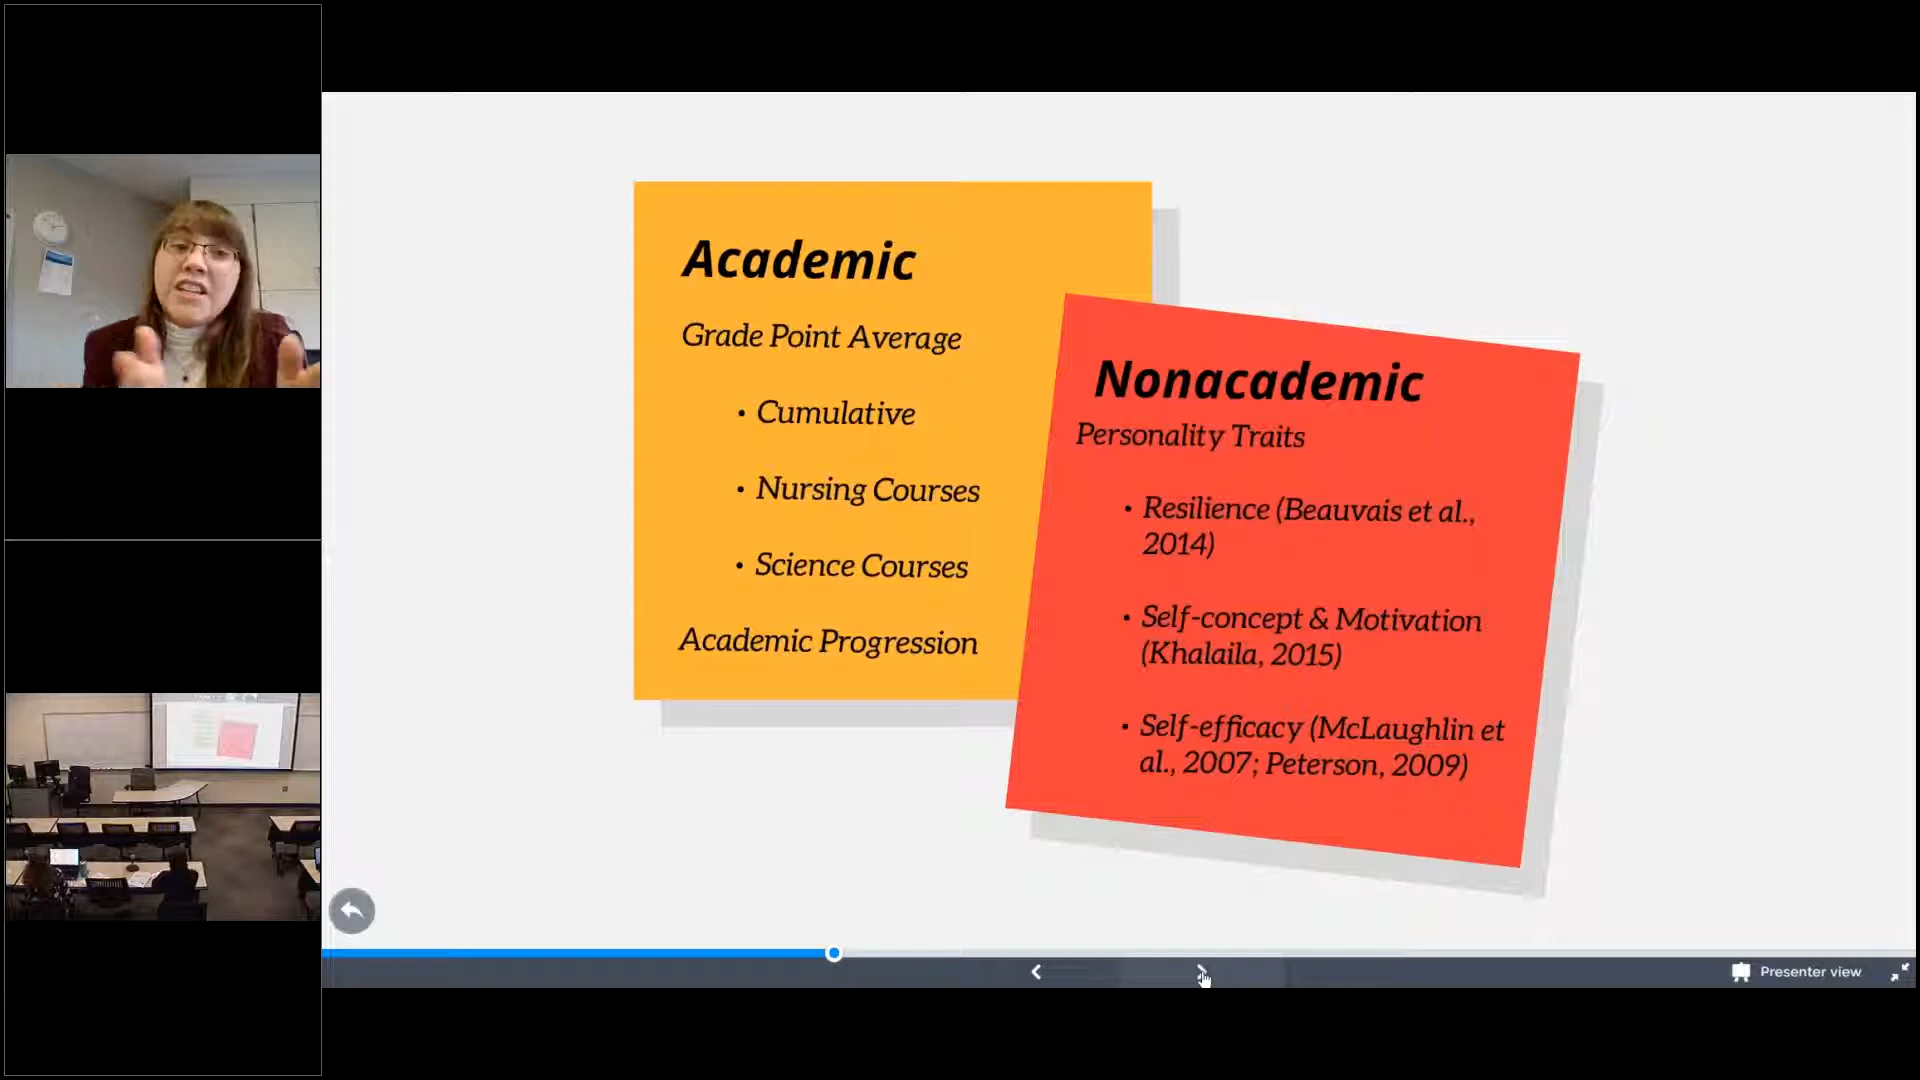 Academic
Grade Point Average
• Cumulative
• Nursing Courses
• Science Courses
Academic Progression
Nonacademic
Personality Traits
• Resilience (Beauvais et al.,
2014)
• Self-concept & Motivation
(Khalaila, 2015)
• Self-efficacy (McLaughlin et
al., 2007; Peterson, 2009)
Presenter view